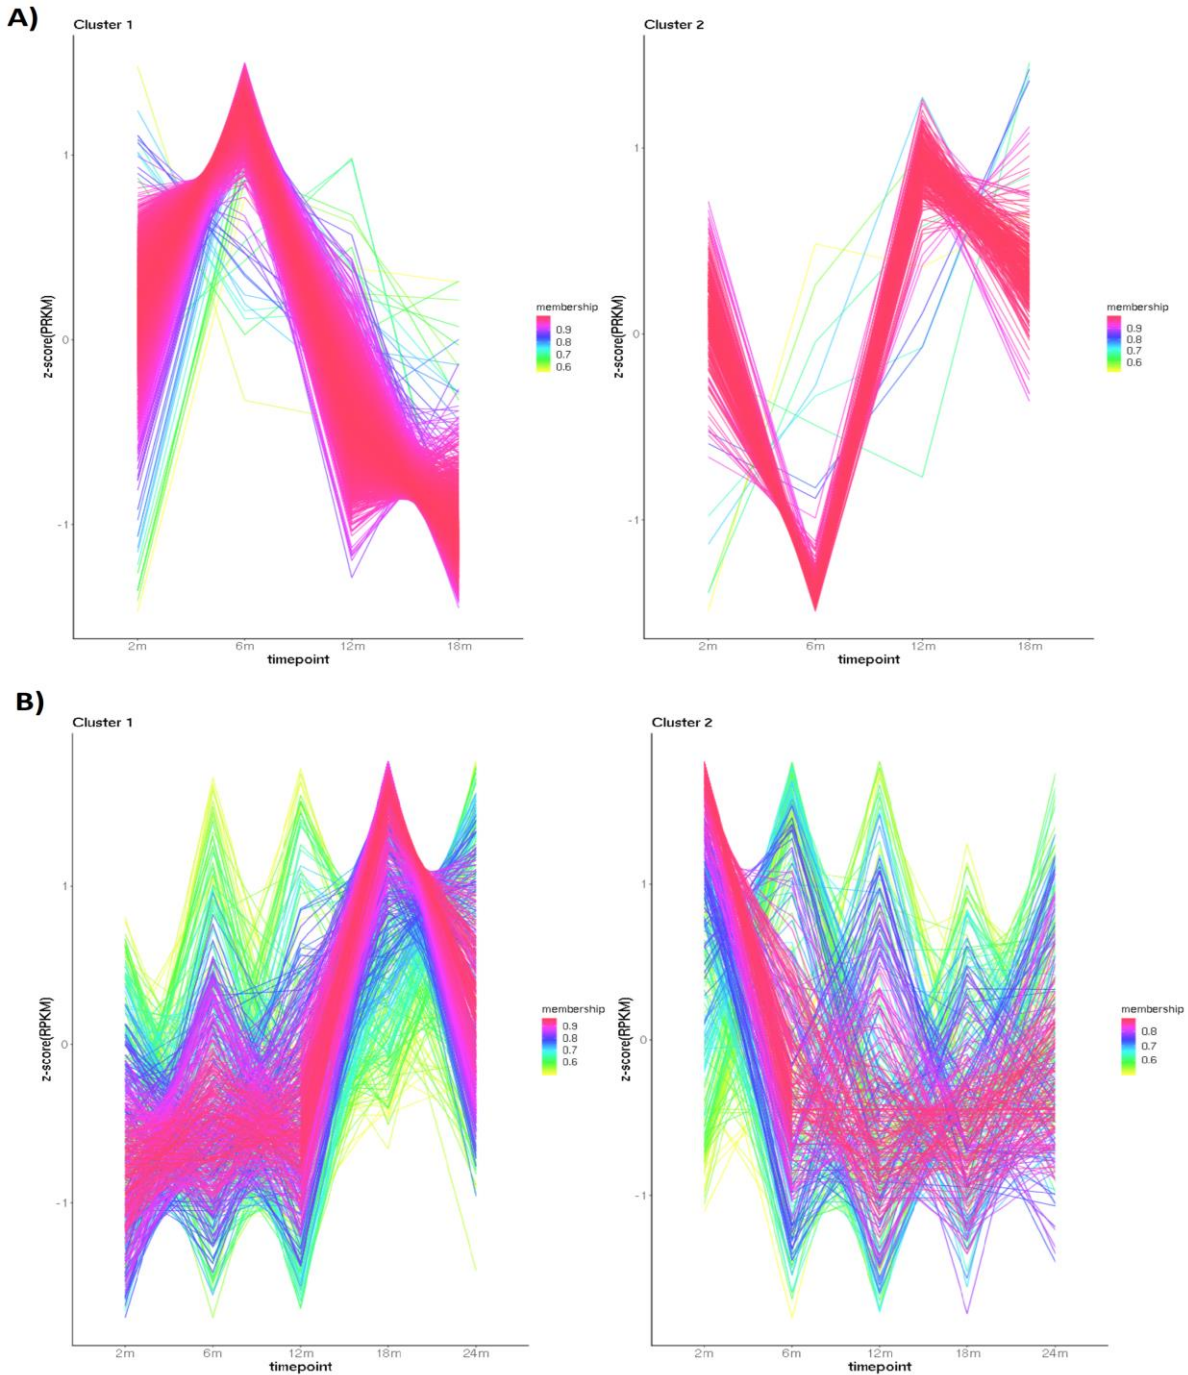 A)
Cluster 1
Cluster 2
1
0
-1
z-score(PRKM)
2m 6m 12m 18m
timepoint
membership
0.9
0.8
0.7
0.6
1
0
-1
z-score(PRKM)
2m 6m 12m 18m
timepoint
membership
0.9
0.8
0.7
0.6
B)
Cluster 1
Cluster 2
1
0
-1
z-score(RPKM)
2m 6m 12m 18m 24m
timepoint
membership
0.9
0.8
0.7
0.6
1
0
-1
z-score(RPKM)
2m 6m 12m 18m 24m
timepoint
membership
0.8
0.7
0.6